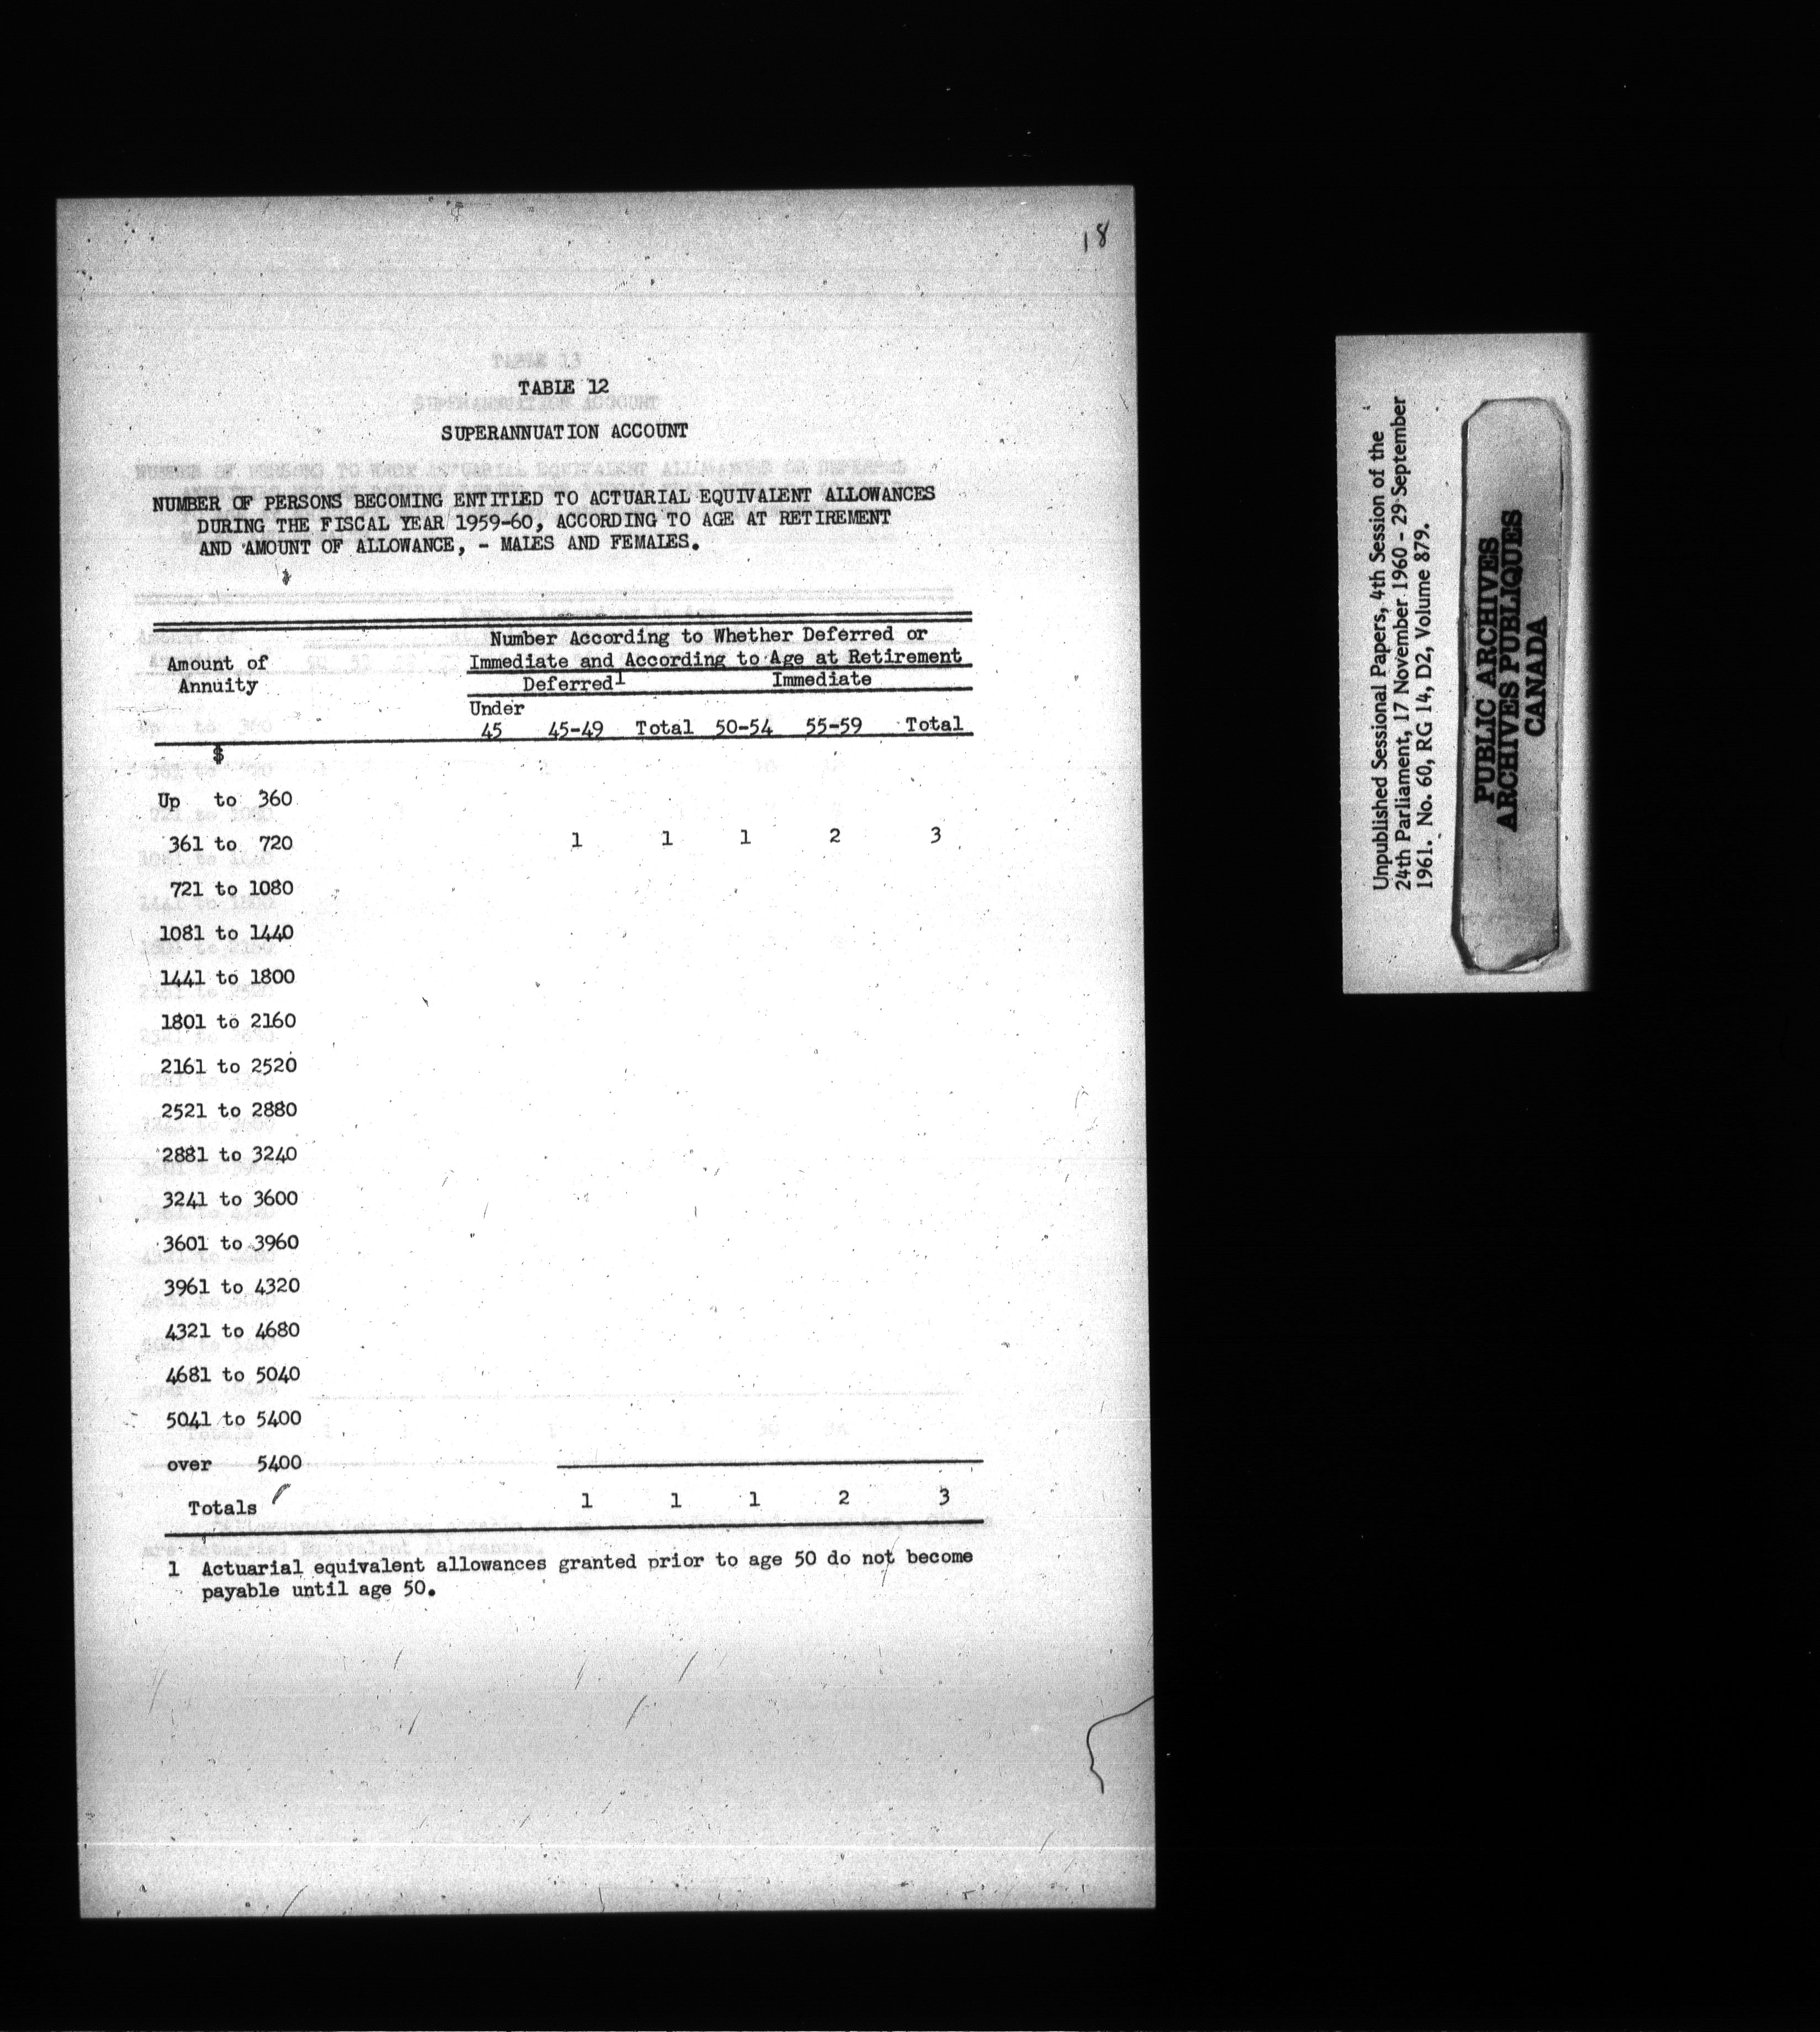 18
TABLE 12
SUPERANNUATION ACCOUNT
NUMBER OF PERSONS BECOMING ENTITLED TO ACTUARIAL EQUIVALENT ALLOWANCES
DURING THE FISCAL YEAR 1959-60, ACCORDING TO AGE AT RETIREMENT
AND AMOUNT OF ALLOWANCE, - MALES AND FEMALES.
Number According to Whether Deferred or
Amount of Immediate and According to Age at Retirement
Annuity Deferred1 Immediate
Under
45 45-49 Total 50-54 55-59 Total
$
Up to 360
361 to 720 1 1 1 2 3
721 to 1080
1081 to 1440
1441 to 1800
1801 to 2160
2161 to 2520
2521 to 2880
2881 to 3240
3241 to 3600
3601 to 3960
3961 to 4320
4321 to 4680
4681 to 5040
5041 to 5400
over 5400
Totals 1 1 1 2 3
1 Actuarial equivalent allowances granted prior to age 50 do not become
payable until age 50.
Unpublished Sessional Papers, 4th Session of the
24th Parliament, 17 November 1960 - 29 September
1961. No. 60, RG 14, D2, Volume 879.
PUBLIC ARCHIVES
ARCHIVES PUBLIQUES
CANADA